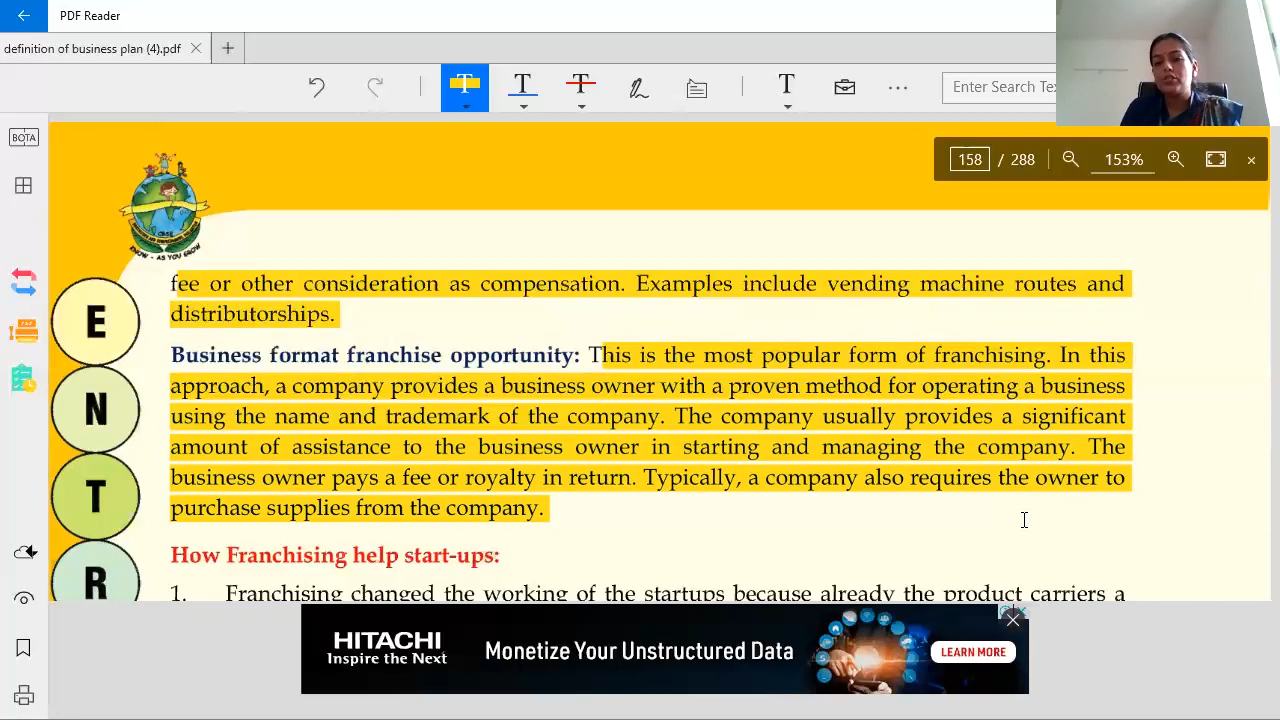 PDF Reader
definition of business plan (4).pdf
Enter Search Tex
BOTA
158 / 288
153%
CBSE
KNOW - AS YOU GROW
fee or other consideration as compensation. Examples include vending machine routes and
distributorships.
Business format franchise opportunity: This is the most popular form of franchising. In this
approach, a company provides a business owner with a proven method for operating a business
using the name and trademark of the company. The company usually provides a significant
amount of assistance to the business owner in starting and managing the company. The
business owner pays a fee or royalty in return. Typically, a company also requires the owner to
purchase supplies from the company.
How Franchising help start-ups:
1. Franchising changed the working of the startups because already the product carriers a
E
N
T
R
HITACHI
Inspire the Next
Monetize Your Unstructured Data
LEARN MORE